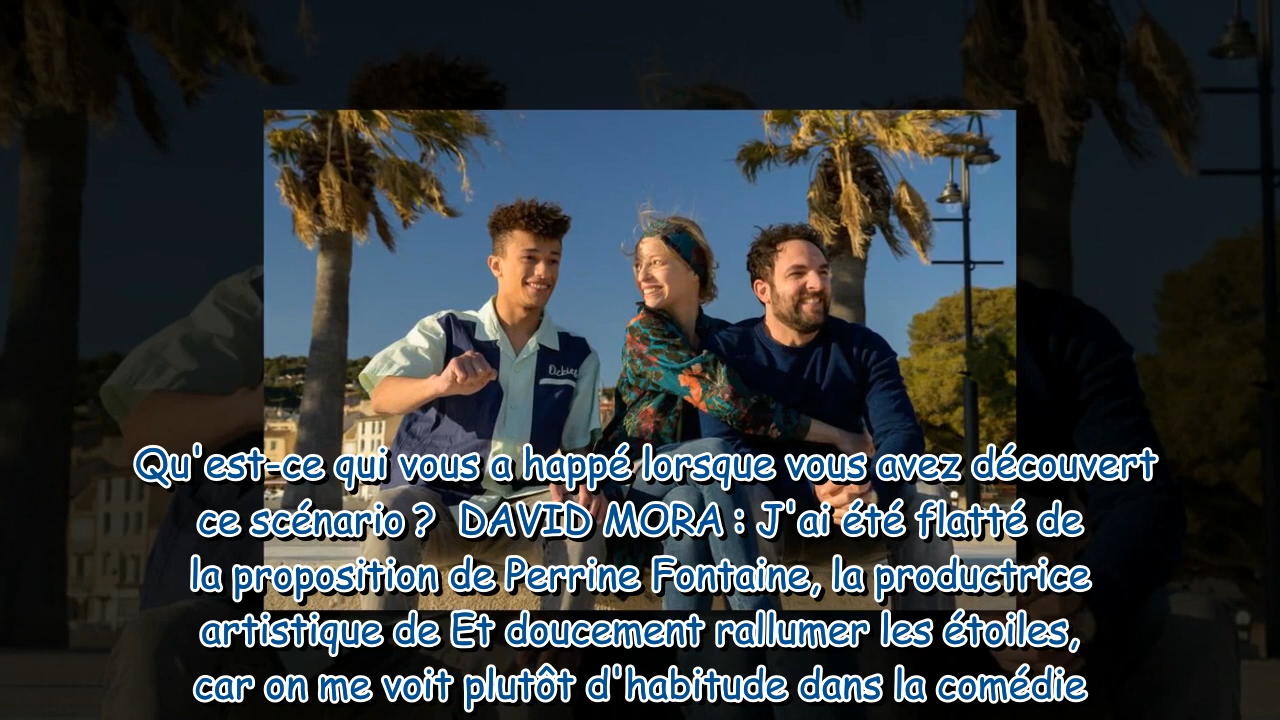 Dickies
Qu'est-ce qui vous a happé lorsque vous avez découvert
ce scénario ? DAVID MORA : J'ai été flatté de
la proposition de Perrine Fontaine, la productrice
artistique de Et doucement rallumer les étoiles,
car on me voit plutôt d'habitude dans la comédie